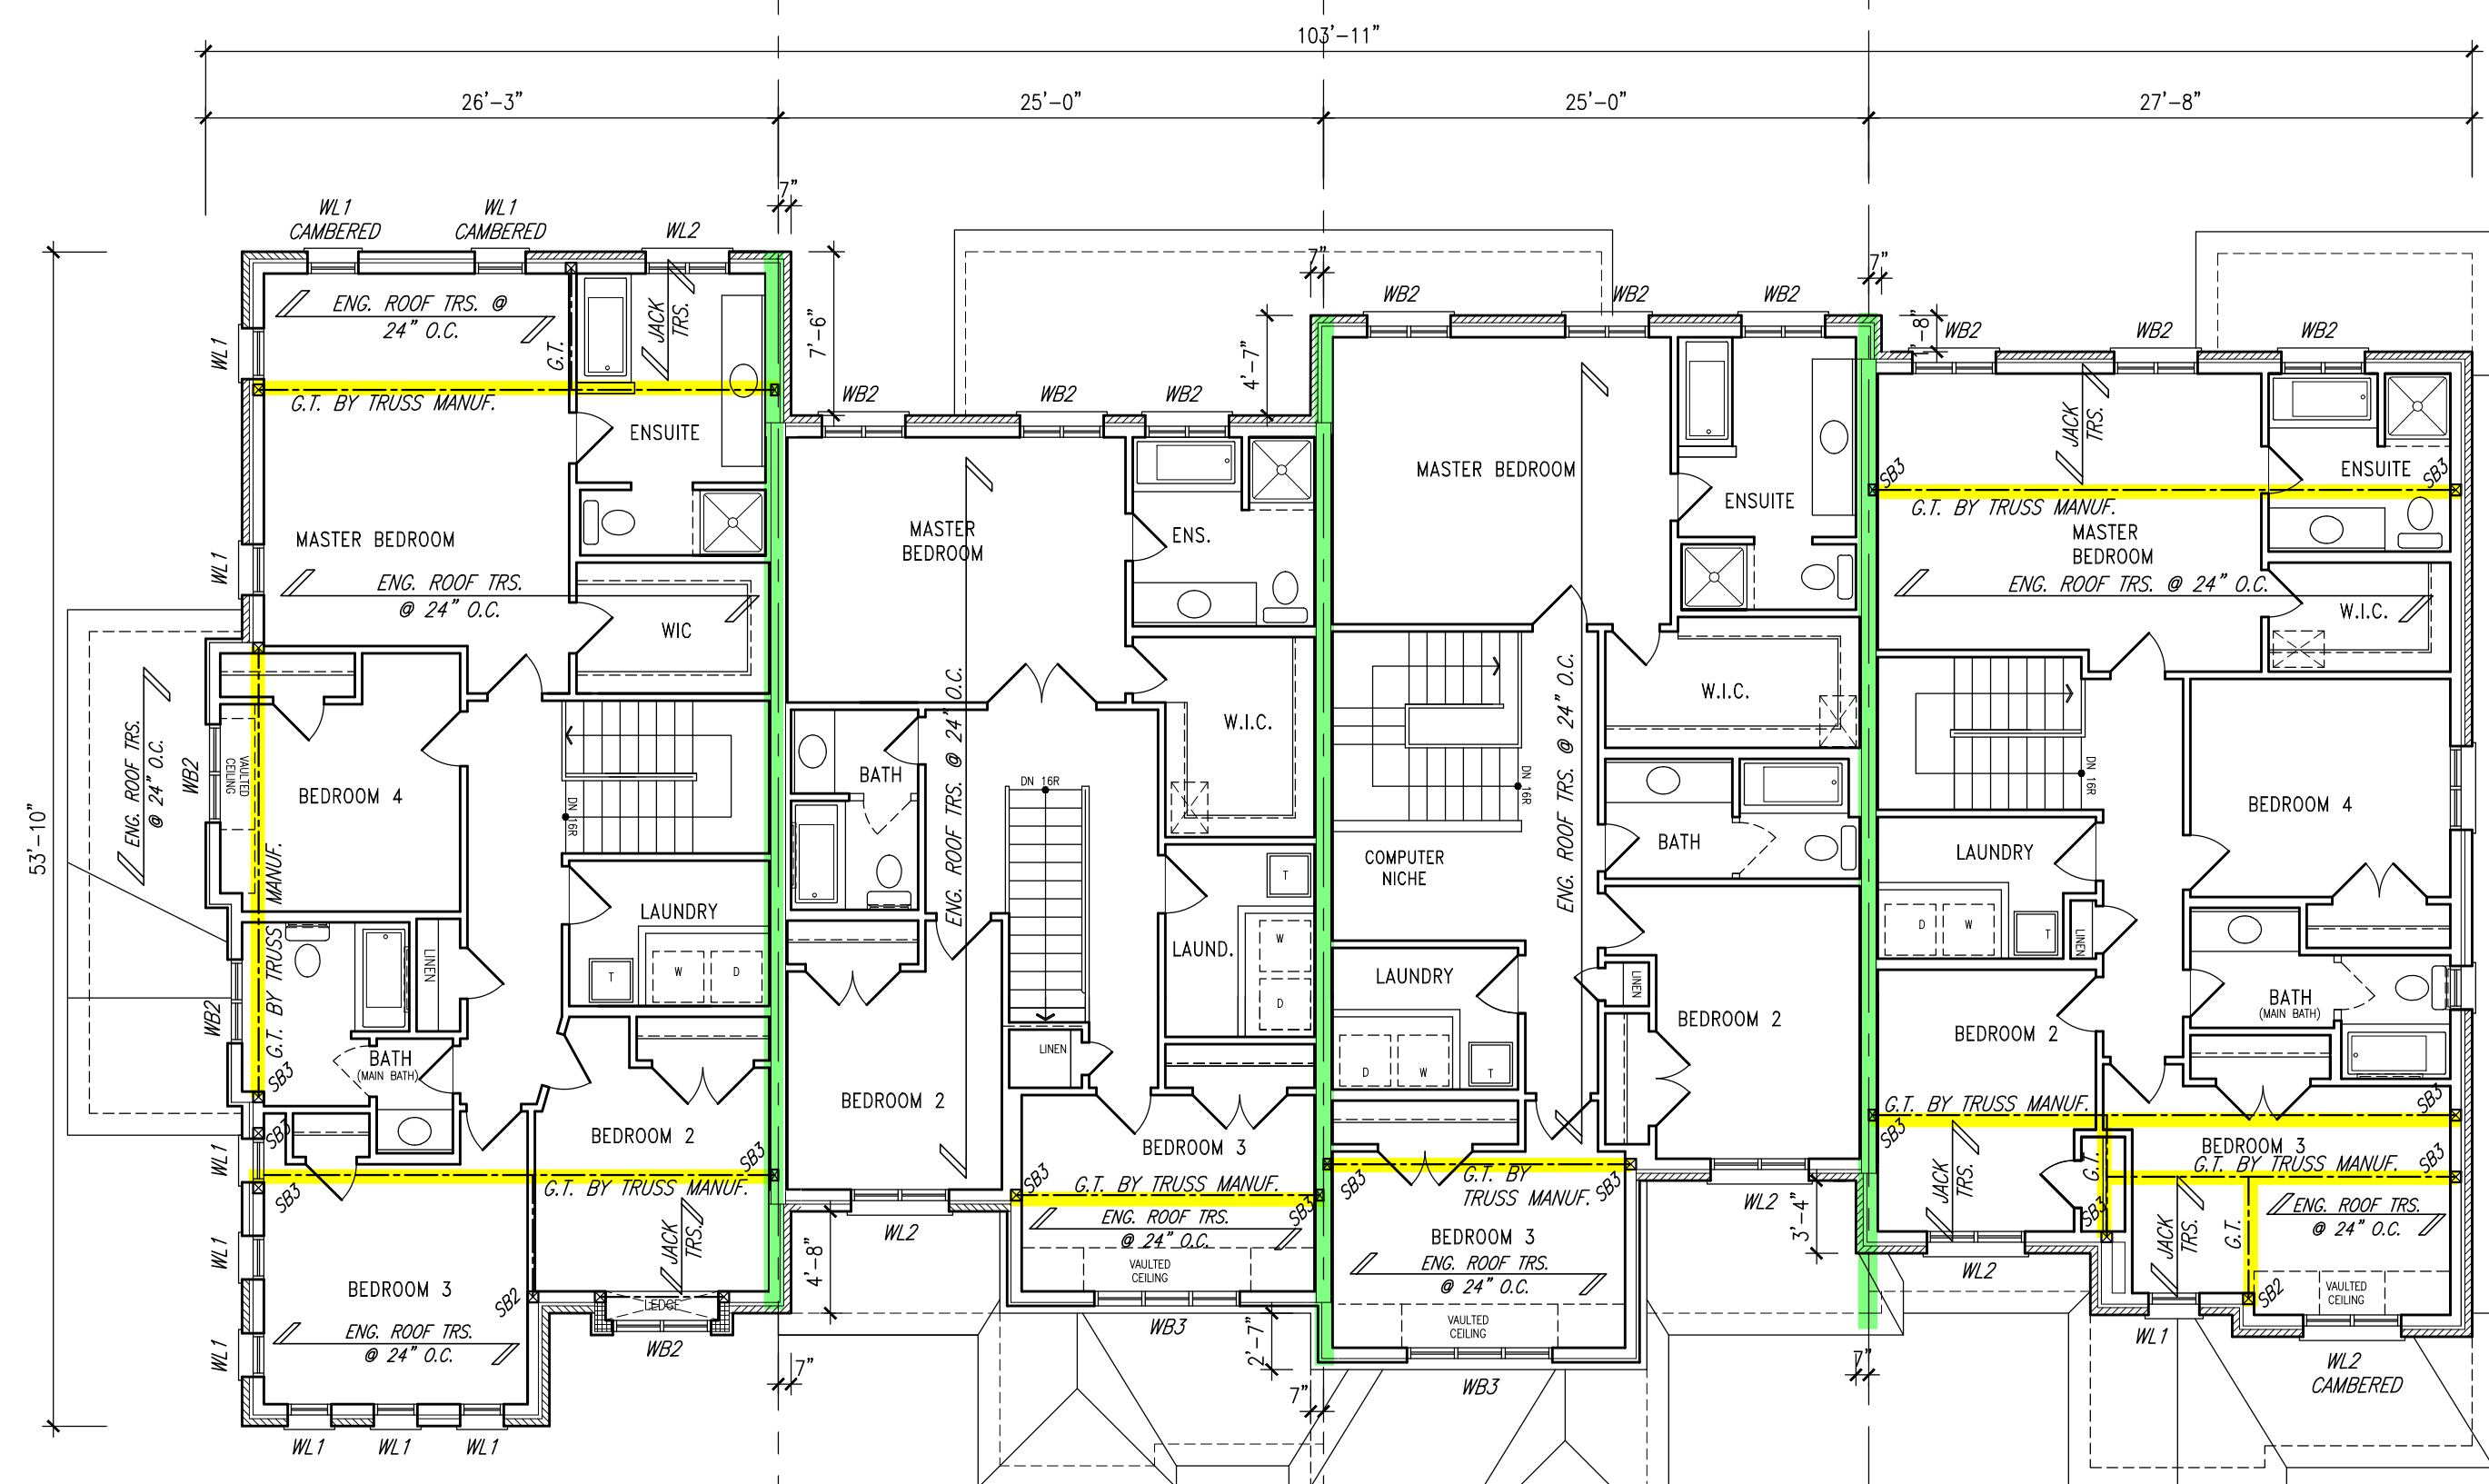 103'-11"
26'-3"
25'-0"
25'-0"
27'-8"
7"
7"
7"
53'-10"
WL1
CAMBERED
WL1
CAMBERED
WL2
ENG. ROOF TRS. @
24" O.C.
JACK
TRS.
G.T.
WL1
G.T. BY TRUSS MANUF.
ENSUITE
MASTER BEDROOM
WL1
ENG. ROOF TRS.
@ 24" O.C.
WIC
ENG. ROOF TRS.
@ 24" O.C.
WB2
VAULTED
CEILING
BEDROOM 4
DN 16R
G.T. BY TRUSS MANUF.
LAUNDRY
LINEN
T
W
D
WB2
SB3
BATH
(MAIN BATH)
BEDROOM 2
SB3
SB3
SB3
WL1
G.T. BY TRUSS MANUF.
JACK
TRS.
WL1
BEDROOM 3
SB2
LEDGE
WB2
ENG. ROOF TRS.
@ 24" O.C.
WL1
WL1
WL1
WL1
7'-6"
WB2
WB2
WB2
MASTER
BEDROOM
ENS.
ENG. ROOF TRS. @ 24" O.C.
W.I.C.
BATH
DN 16R
T
LAUND.
W
D
LINEN
BEDROOM 2
BEDROOM 3
SB3
G.T. BY TRUSS MANUF.
SB3
ENG. ROOF TRS.
@ 24" O.C.
VAULTED
CEILING
WL2
4'-8"
WB3
7"
2'-7"
7"
4'-7"
WB2
WB2
WB2
MASTER BEDROOM
ENSUITE
ENG. ROOF TRS. @ 24" O.C.
W.I.C.
DN 16R
COMPUTER
NICHE
BATH
LAUNDRY
LINEN
D
W
T
BEDROOM 2
SB3
G.T. BY
TRUSS MANUF.
SB3
BEDROOM 3
ENG. ROOF TRS.
@ 24" O.C.
VAULTED
CEILING
WL2
3'-4"
WB3
7"
1'-8"
WB2
WB2
WB2
JACK
TRS.
SB3
ENSUITE
SB3
G.T. BY TRUSS MANUF.
MASTER
BEDROOM
ENG. ROOF TRS. @ 24" O.C.
W.I.C.
DN 16R
BEDROOM 4
LAUNDRY
D
W
T
LINEN
BATH
(MAIN BATH)
BEDROOM 2
G.T. BY TRUSS MANUF.
SB3
SB3
BEDROOM 3
G.T. BY TRUSS MANUF.
SB3
JACK
TRS.
G.T.
SB3
JACK
TRS.
G.T.
ENG. ROOF TRS.
@ 24" O.C.
VAULTED
CEILING
SB2
WL2
WL1
WL2
CAMBERED